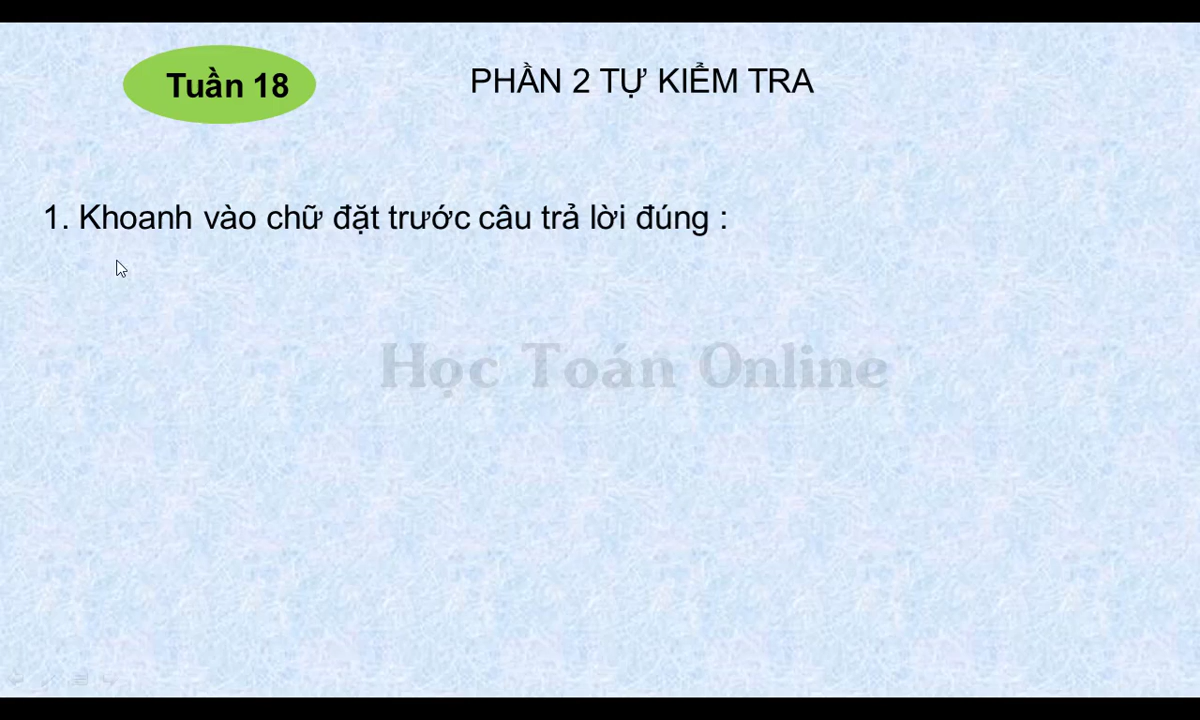 Tuần 18
PHẦN 2 TỰ KIỂM TRA
1. Khoanh vào chữ đặt trước câu trả lời đúng :
Học Toán Online